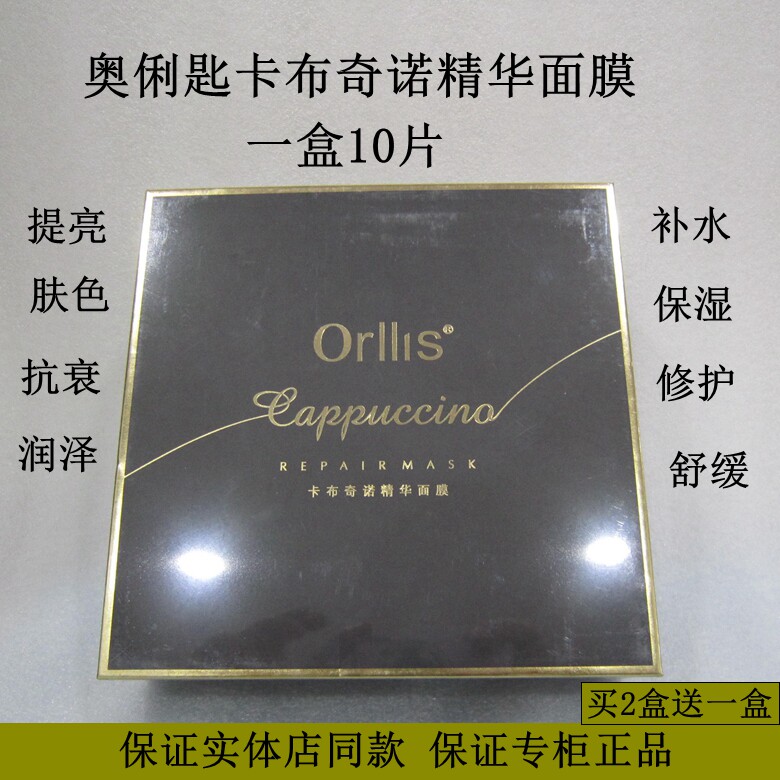 奥俐匙卡布奇诺精华面膜
一盒10片
提亮
肤色
抗衰
润泽
补水
保湿
修护
舒缓
Orllis®
Cappuccino
REPAIR MASK
卡布奇诺精华面膜
买2盒送一盒
保证实体店同款 保证专柜正品